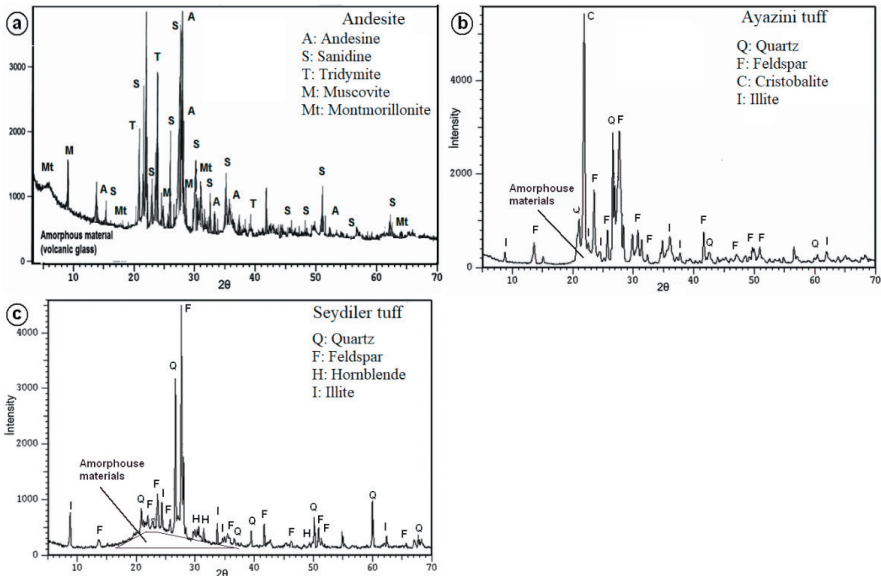 a
Andesite
A: Andesine
S: Sanidine
T: Tridymite
M: Muscovite
Mt: Montmorillonite
S A
T
S
S A
T S
M
Mt
S
S
Mt
S
S
S
A
S
Mt
M
M
S
A
A
T
S
S
A
Mt
Amorphous material
(volcanic glass)
3000
2000
1000
0
10 20 30 40 50 60 70
2θ
b
Ayazini tuff
Q: Quartz
F: Feldspar
C: Cristobalite
I: Illite
C
Q F
F
Amorphouse
materials
Q
I F I I F F I F I F Q F F F Q I
Intensity
4000
2000
0
10 20 30 40 50 60 70
2θ
c
Seydiler tuff
Q: Quartz
F: Feldspar
H: Hornblende
I: Illite
F
Q
Amorphouse
materials
I F Q F F I F H H I I F Q Q F F H Q F F Q I F Q
Intensity
4000
3000
2000
1000
0
10 20 30 40 50 60 70
2θ